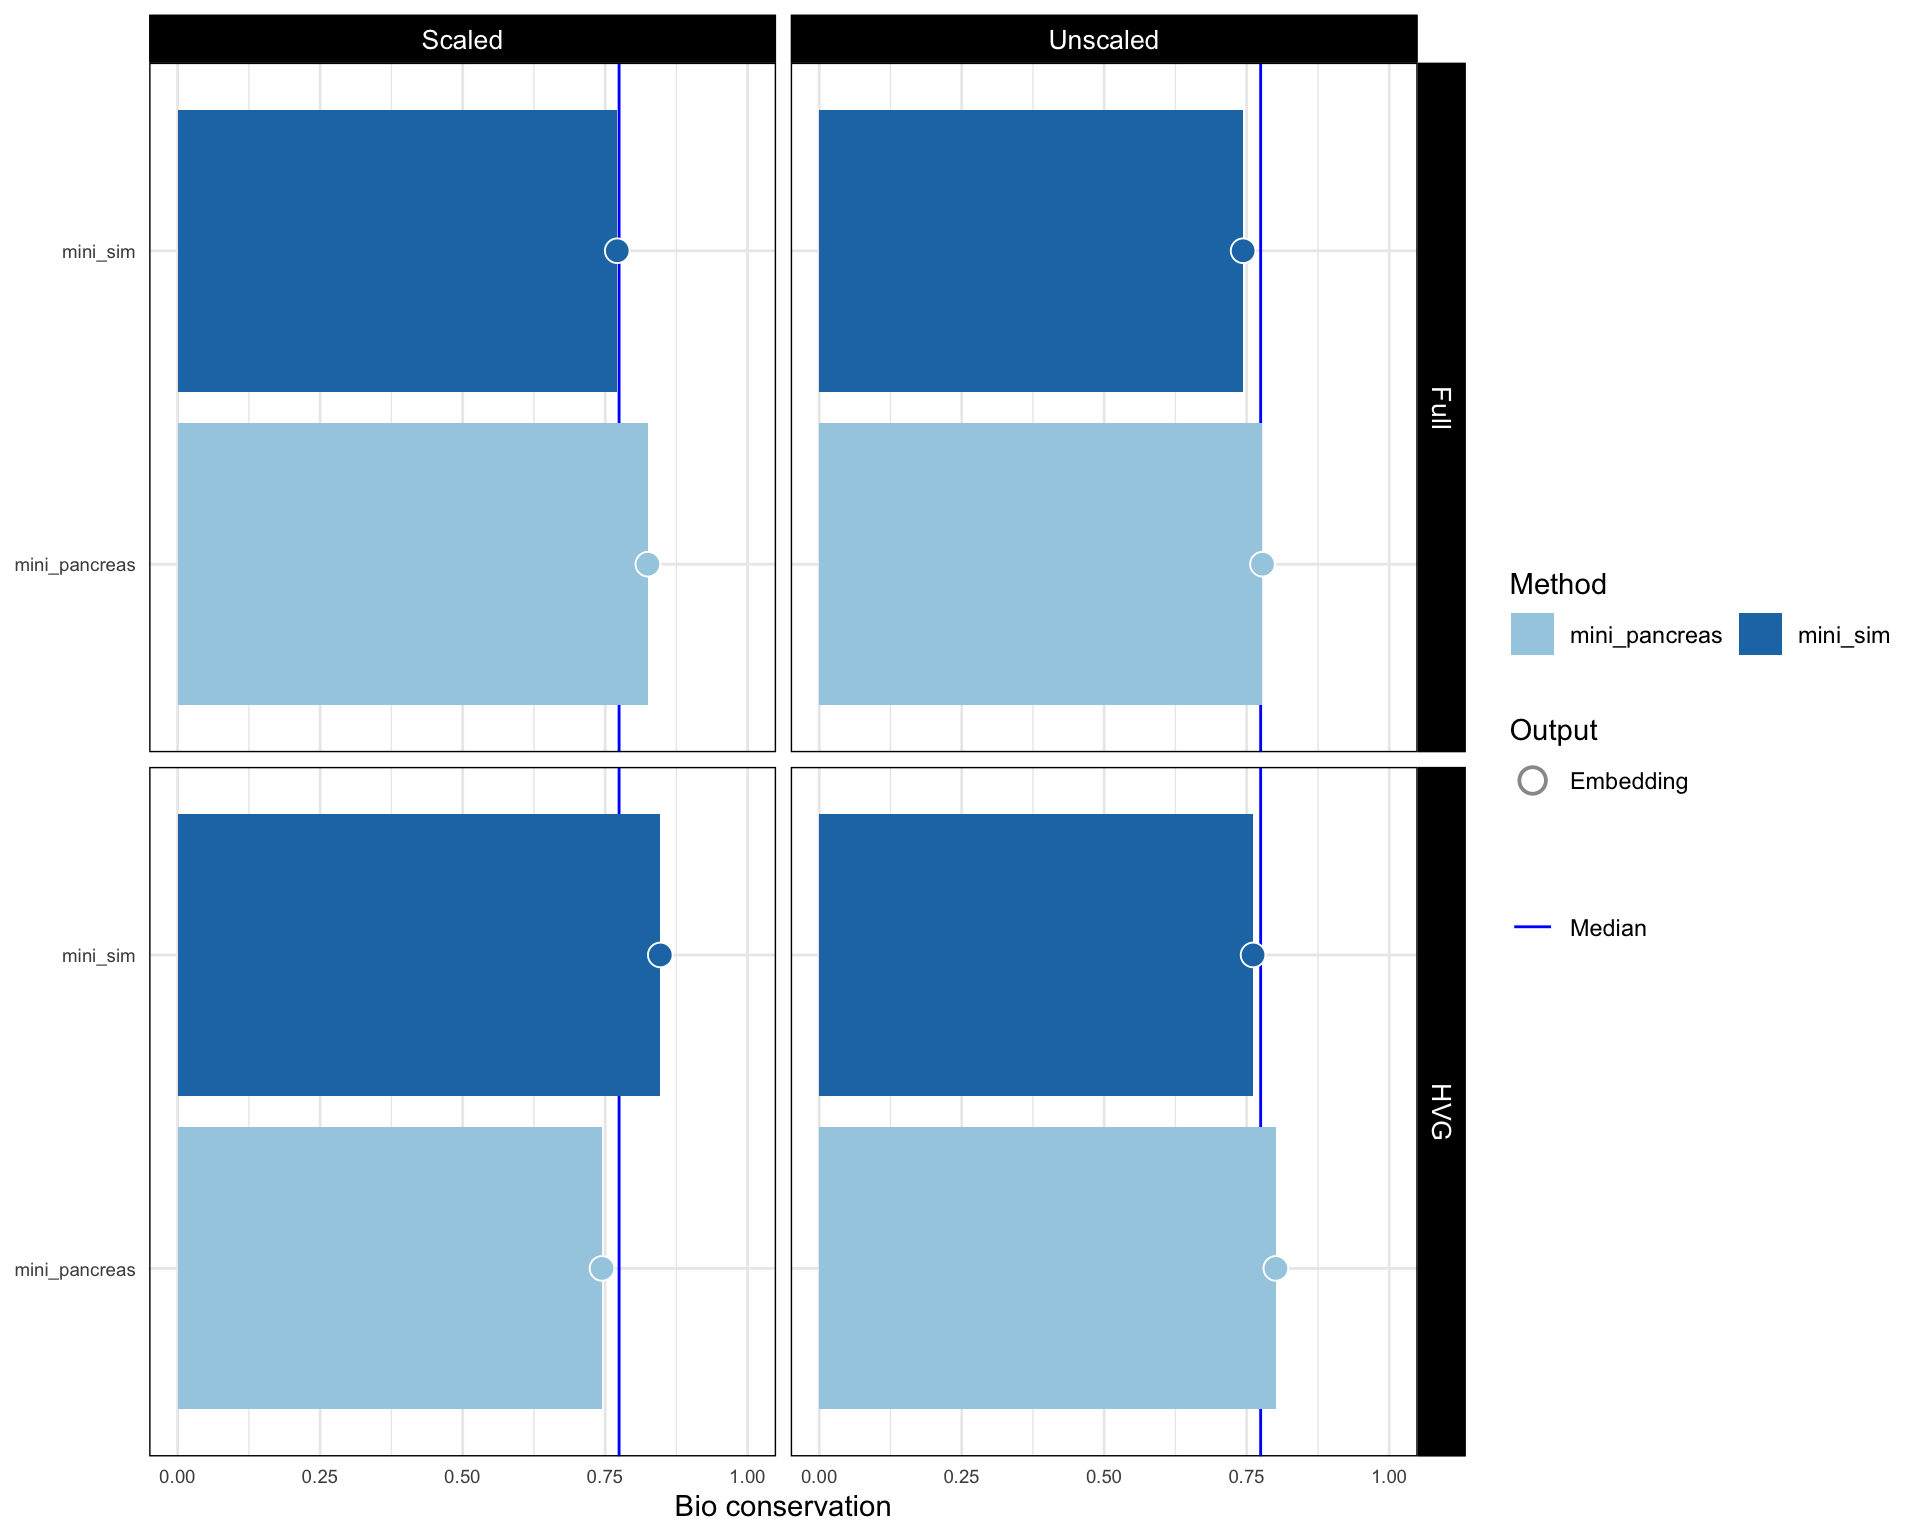 Scaled
Unscaled
mini_sim
mini_pancreas
Full
mini_sim
mini_pancreas
HVG
0.00 0.25 0.50 0.75 1.00
0.00 0.25 0.50 0.75 1.00
Bio conservation
Method
mini_pancreas mini_sim
Output
Embedding
Median